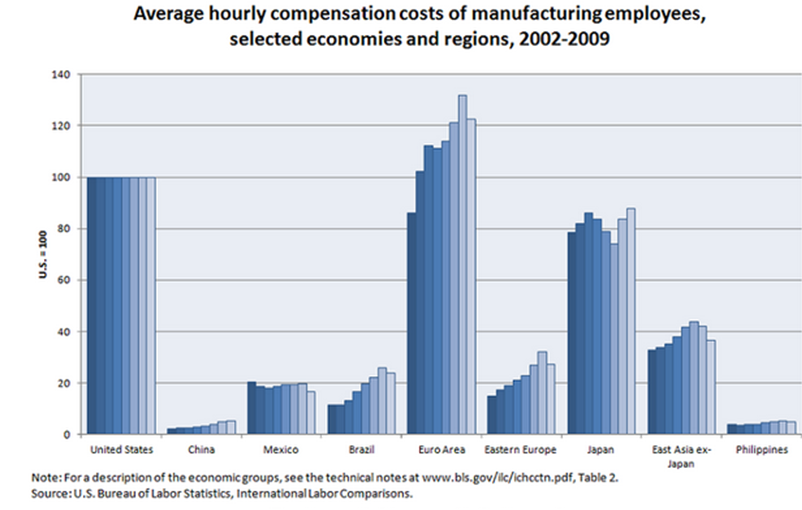 Average hourly compensation costs of manufacturing employees,
selected economies and regions, 2002-2009
140
120
100
80
60
40
20
0
U.S. = 100
United States
China
Mexico
Brazil
Euro Area
Eastern Europe
Japan
East Asia ex-
Japan
Philippines
Note: For a description of the economic groups, see the technical notes at www.bls.gov/ilc/ichcctn.pdf, Table 2.
Source: U.S. Bureau of Labor Statistics, International Labor Comparisons.